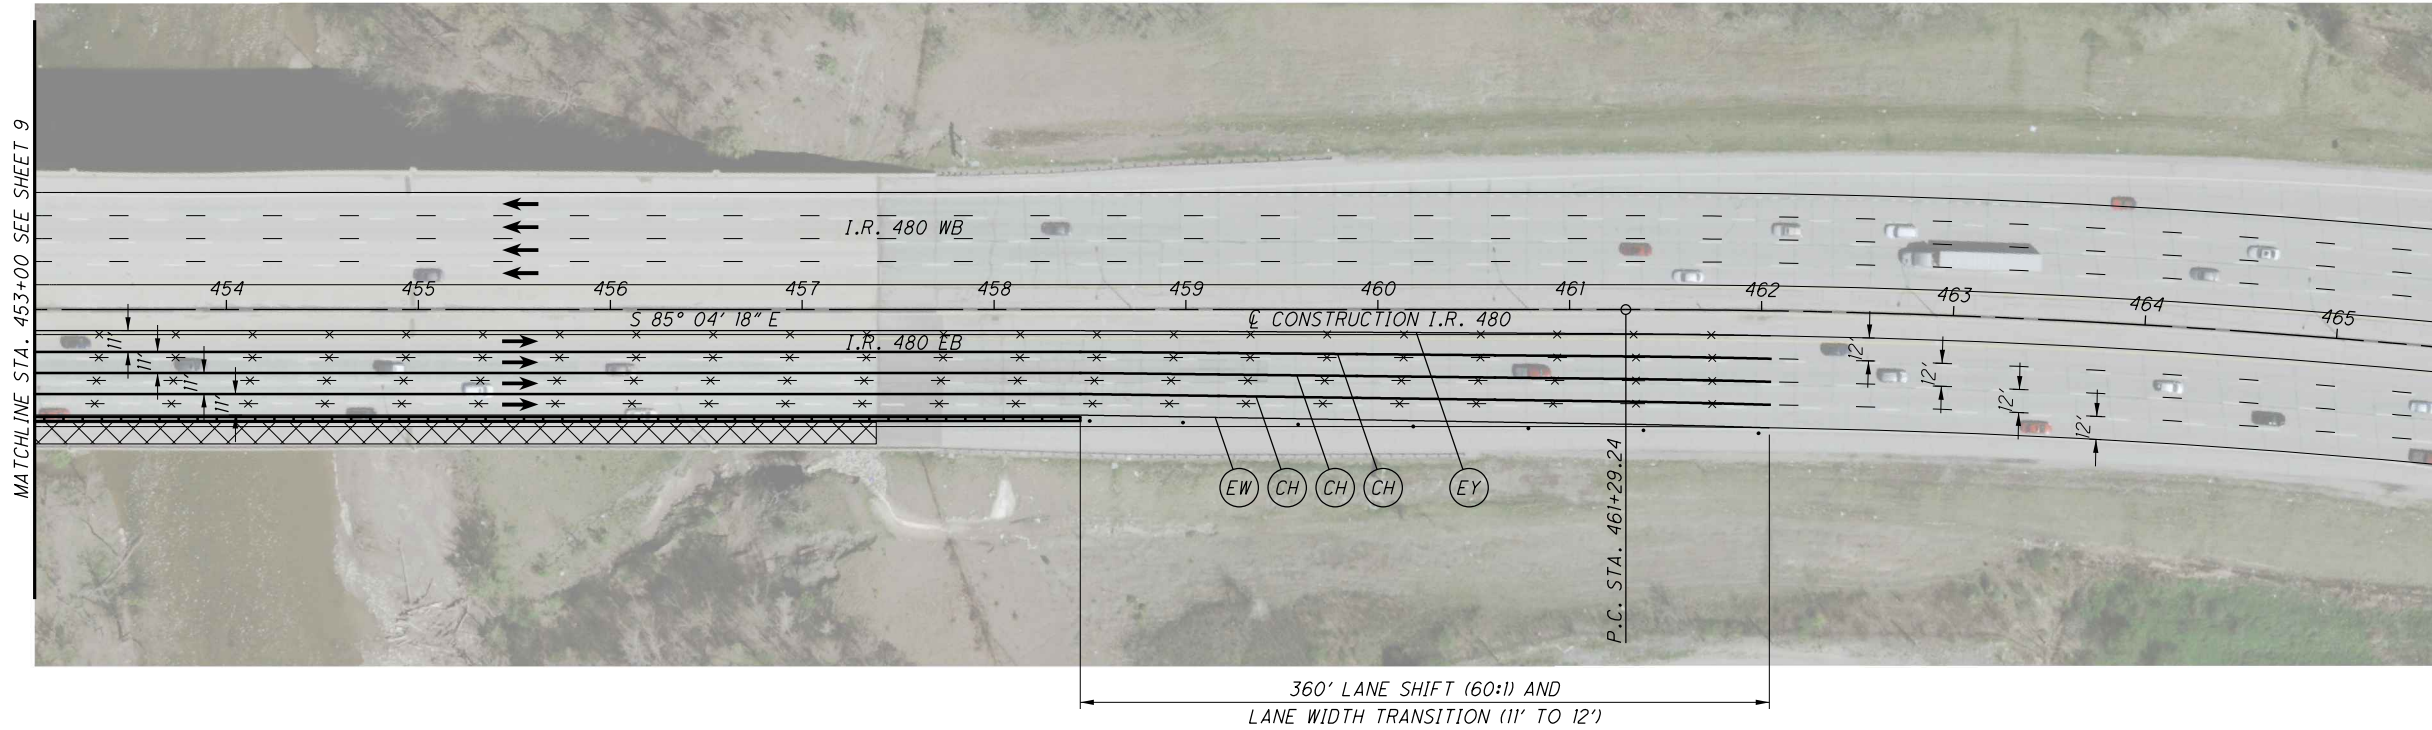 MATCHLINE STA. 453+00 SEE SHEET 9
I.R. 480 WB
454 455 456 457 458 459 460 461 462 463 464 465
S 85° 04' 18" E
℄ CONSTRUCTION I.R. 480
I.R. 480 EB
11'
11'
11'
11'
12'
12'
12'
12'
EW CH CH CH EY
P.C. STA. 461+29.24
360' LANE SHIFT (60:1) AND
LANE WIDTH TRANSITION (11' TO 12')